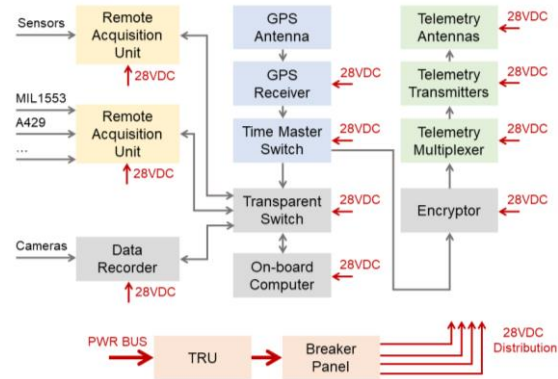 Sensors
Remote
Acquisition
Unit
28VDC
MIL1553
A429
...
Remote
Acquisition
Unit
28VDC
Cameras
Data
Recorder
28VDC
GPS
Antenna
GPS
Receiver
28VDC
Time Master
Switch
28VDC
Transparent
Switch
28VDC
On-board
Computer
28VDC
Telemetry
Antennas
28VDC
Telemetry
Transmitters
28VDC
Telemetry
Multiplexer
28VDC
Encryptor
28VDC
PWR BUS
TRU
Breaker
Panel
28VDC
Distribution